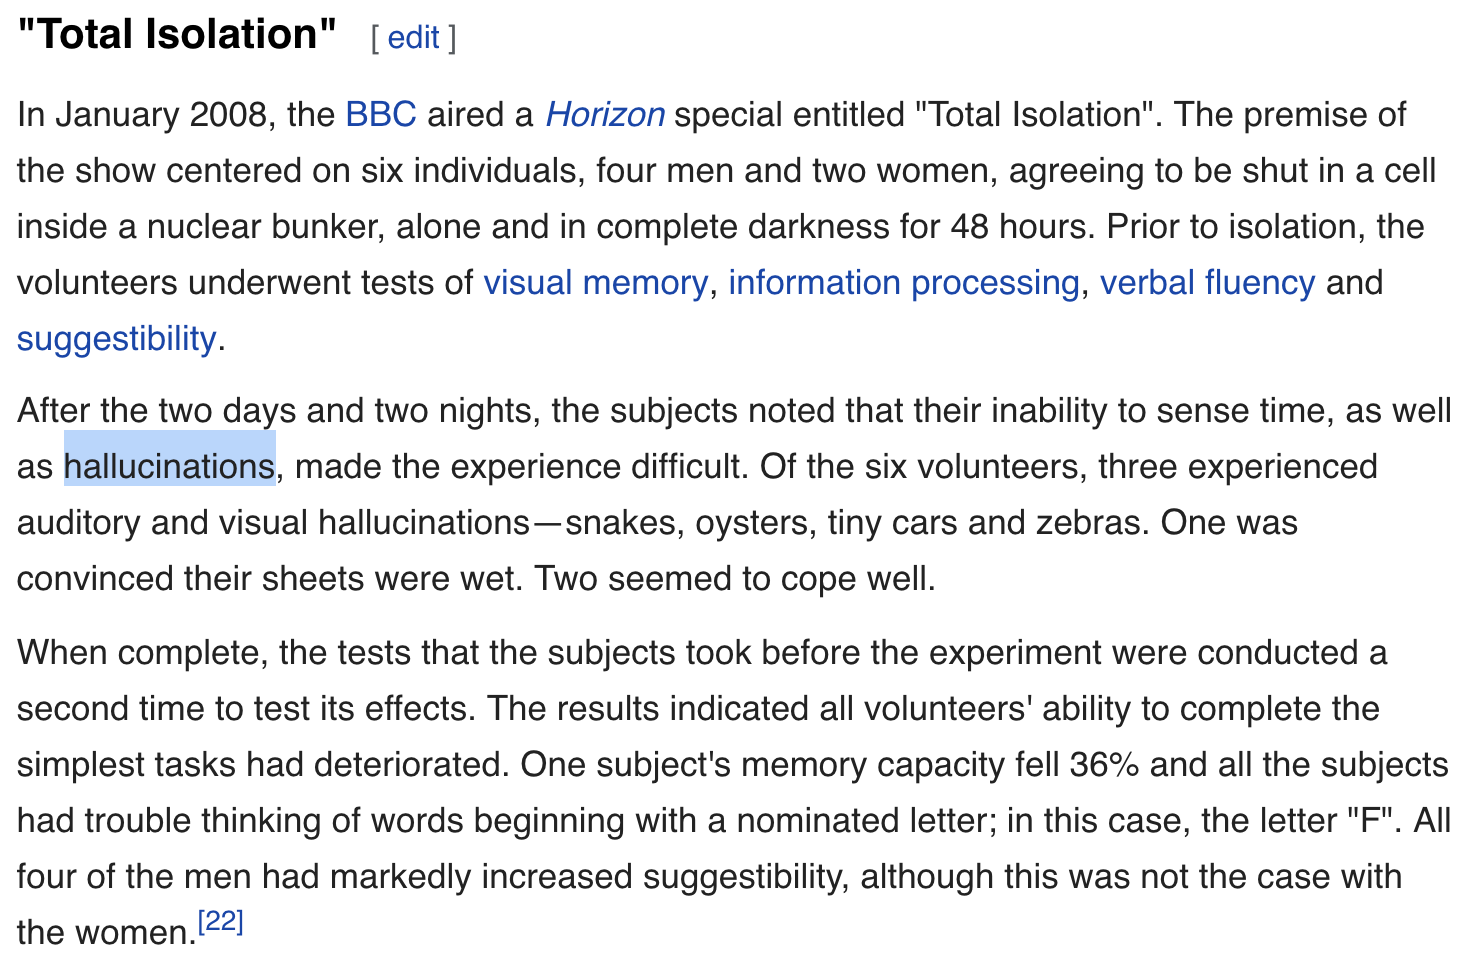 "Total Isolation" [ edit ]
In January 2008, the BBC aired a Horizon special entitled "Total Isolation". The premise of
the show centered on six individuals, four men and two women, agreeing to be shut in a cell
inside a nuclear bunker, alone and in complete darkness for 48 hours. Prior to isolation, the
volunteers underwent tests of visual memory, information processing, verbal fluency and
suggestibility.
After the two days and two nights, the subjects noted that their inability to sense time, as well
as hallucinations, made the experience difficult. Of the six volunteers, three experienced
auditory and visual hallucinations—snakes, oysters, tiny cars and zebras. One was
convinced their sheets were wet. Two seemed to cope well.
When complete, the tests that the subjects took before the experiment were conducted a
second time to test its effects. The results indicated all volunteers' ability to complete the
simplest tasks had deteriorated. One subject's memory capacity fell 36% and all the subjects
had trouble thinking of words beginning with a nominated letter; in this case, the letter "F". All
four of the men had markedly increased suggestibility, although this was not the case with
the women.[22]